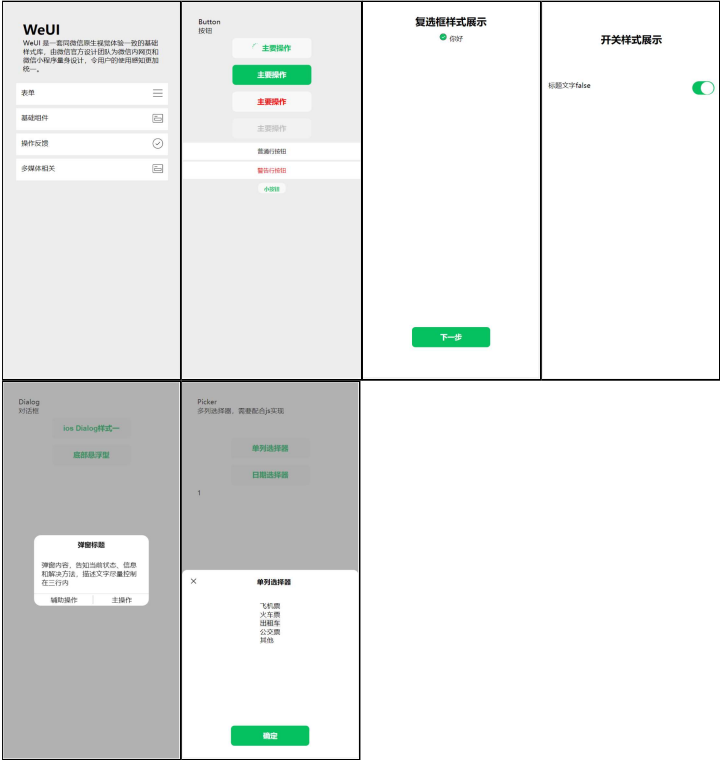 WeUI
WeUI 是一套同微信原生视觉体验一致的基础
样式库，由微信官方设计团队为微信内网页和
微信小程序量身设计，令用户的使用感知更加
统一。
表单
基础组件
操作反馈
多媒体相关
Button
按钮
主要操作
主要操作
主要操作
主要操作
普通行按钮
警告行按钮
小按钮
复选框样式展示
你好
下一步
开关样式展示
标题文字false
Dialog
对话框
ios Dialog样式一
底部悬浮型
弹窗标题
弹窗内容，告知当前状态、信息
和解决方法，描述文字尽量控制
在三行内
辅助操作 主操作
Picker
多列选择器，需要配合js实现
单列选择器
日期选择器
1
单列选择器
飞机票
火车票
出租车
公交票
其他
确定